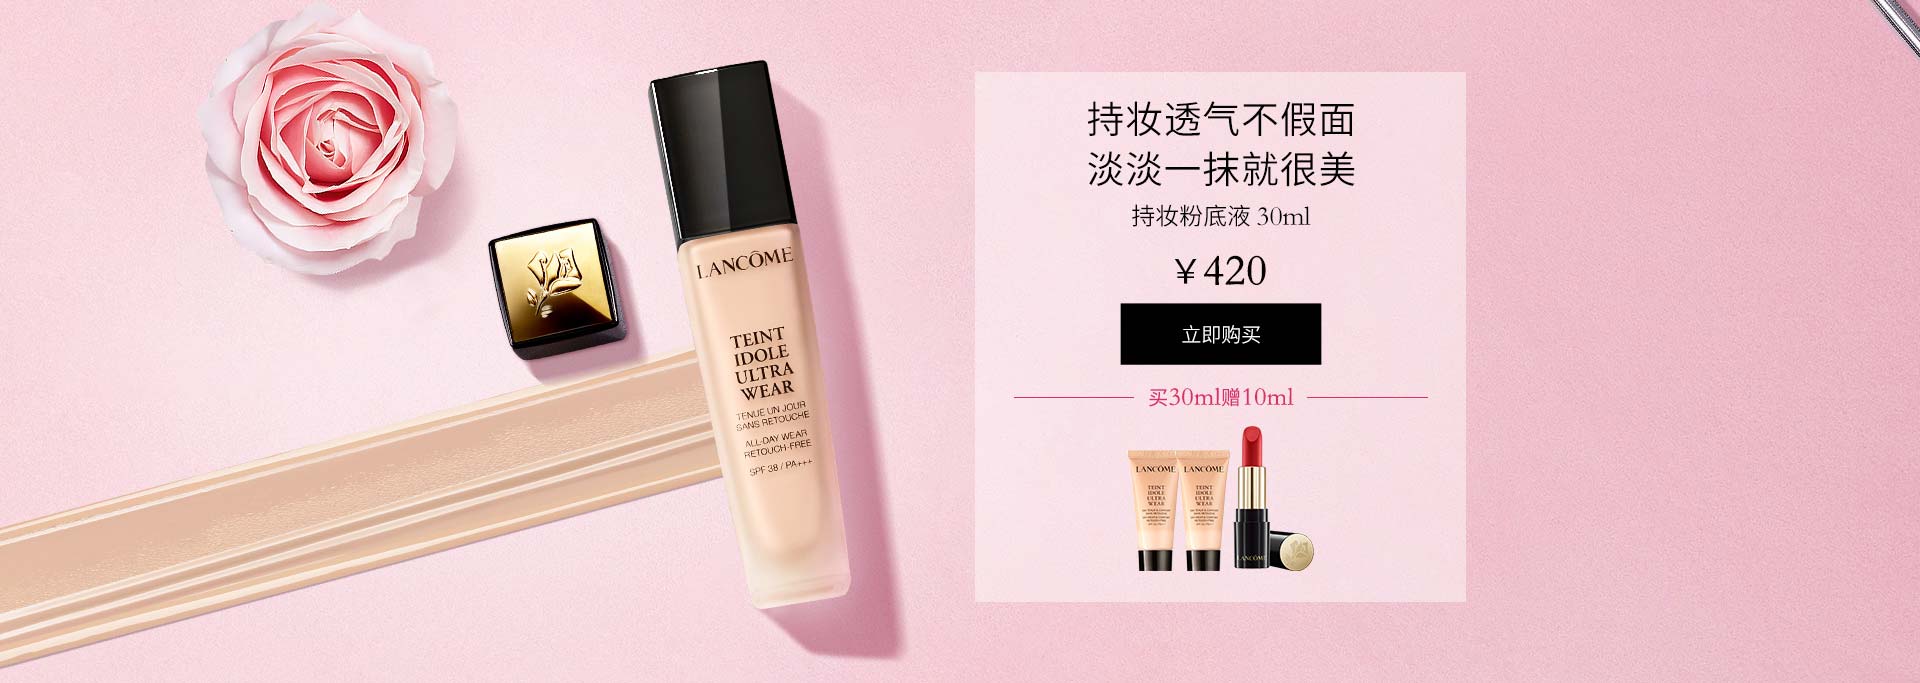 LANCÔME
TEINT
IDOLE
ULTRA
WEAR
TENUE UN JOUR
SANS RETOUCHE
ALL-DAY WEAR
RETOUCH-FREE
SPF 38 / PA+++
持妆透气不假面
淡淡一抹就很美
持妆粉底液 30ml
￥420
立即购买
买30ml赠10ml
LANCÔME
TEINT
IDOLE
ULTRA
WEAR
LANCÔME
TEINT
IDOLE
ULTRA
WEAR
LANCÔME